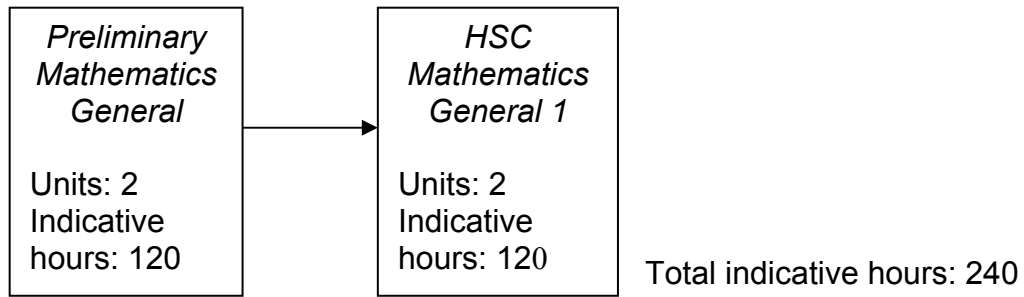 Preliminary
Mathematics
General
Units: 2
Indicative
hours: 120
HSC
Mathematics
General 1
Units: 2
Indicative
hours: 120
Total indicative hours: 240